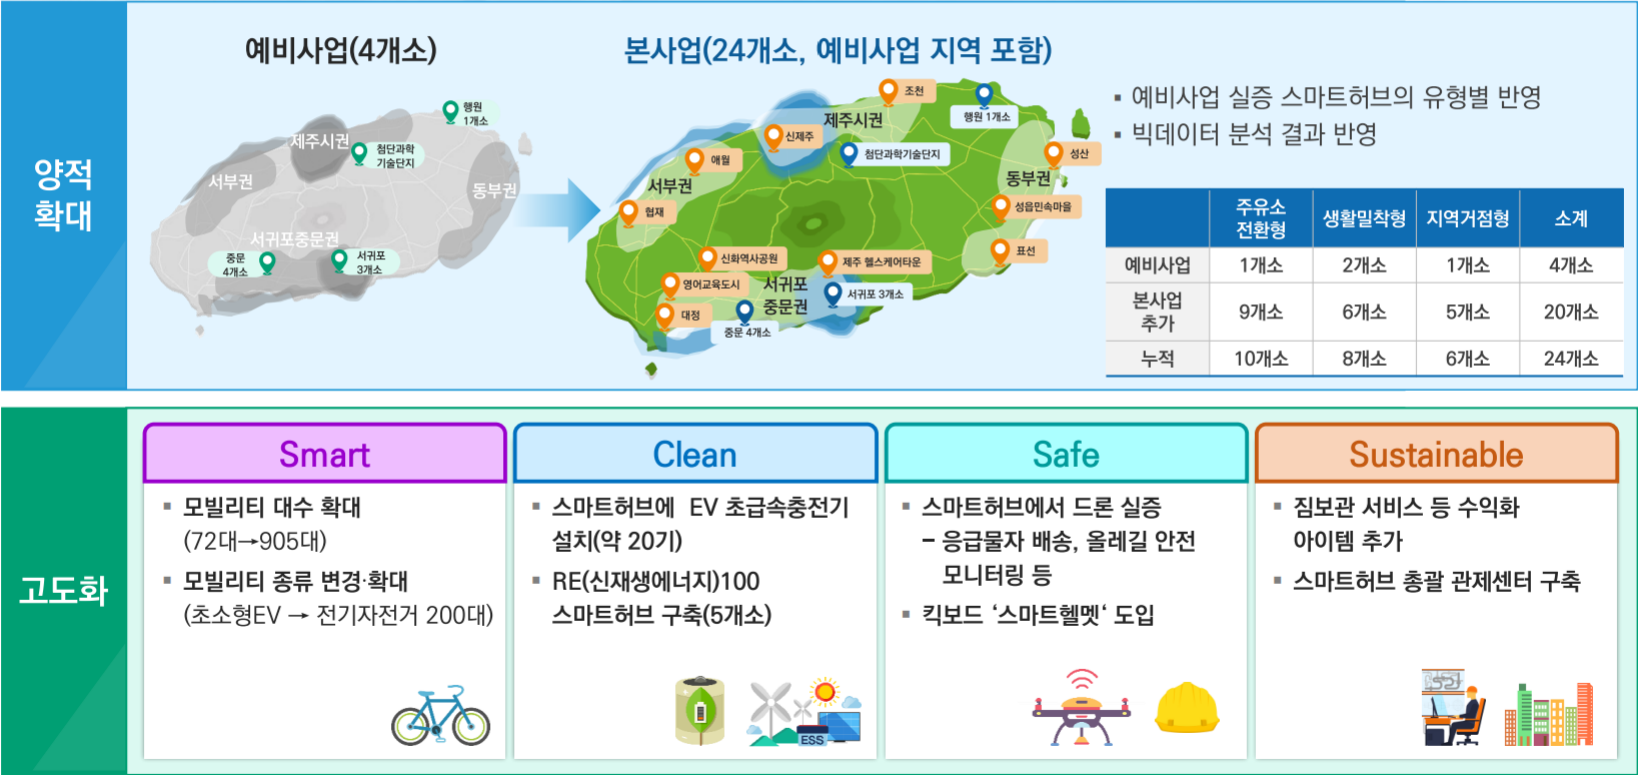 양적
확대
예비사업(4개소)
행원
1개소
제주시권
첨단과학
기술단지
서부권
동부권
서귀포중문권
중문
4개소
서귀포
3개소
본사업(24개소, 예비사업 지역 포함)
조천
제주시권
행원 1개소
신제주
첨단과학기술단지
성산
애월
서부권
동부권
협재
성읍민속마을
표선
신화역사공원
제주 헬스케어타운
영어교육도시
서귀포
중문권
서귀포 3개소
대정
중문 4개소
▪ 예비사업 실증 스마트허브의 유형별 반영
▪ 빅데이터 분석 결과 반영
주유소
전환형
생활밀착형
지역거점형
소계
예비사업 1개소 2개소 1개소 4개소
본사업
추가
9개소 6개소 5개소 20개소
누적 10개소 8개소 6개소 24개소
고도화
Smart
▪ 모빌리티 대수 확대
(72대→905대)
▪ 모빌리티 종류 변경·확대
(초소형EV → 전기자전거 200대)
Clean
▪ 스마트허브에 EV 초급속충전기
설치(약 20기)
▪ RE(신재생에너지)100
스마트허브 구축(5개소)
ESS
Safe
▪ 스마트허브에서 드론 실증
– 응급물자 배송, 올레길 안전
모니터링 등
▪ 킥보드 ‘스마트헬멧‘ 도입
Sustainable
▪ 짐보관 서비스 등 수익화
아이템 추가
▪ 스마트허브 총괄 관제센터 구축